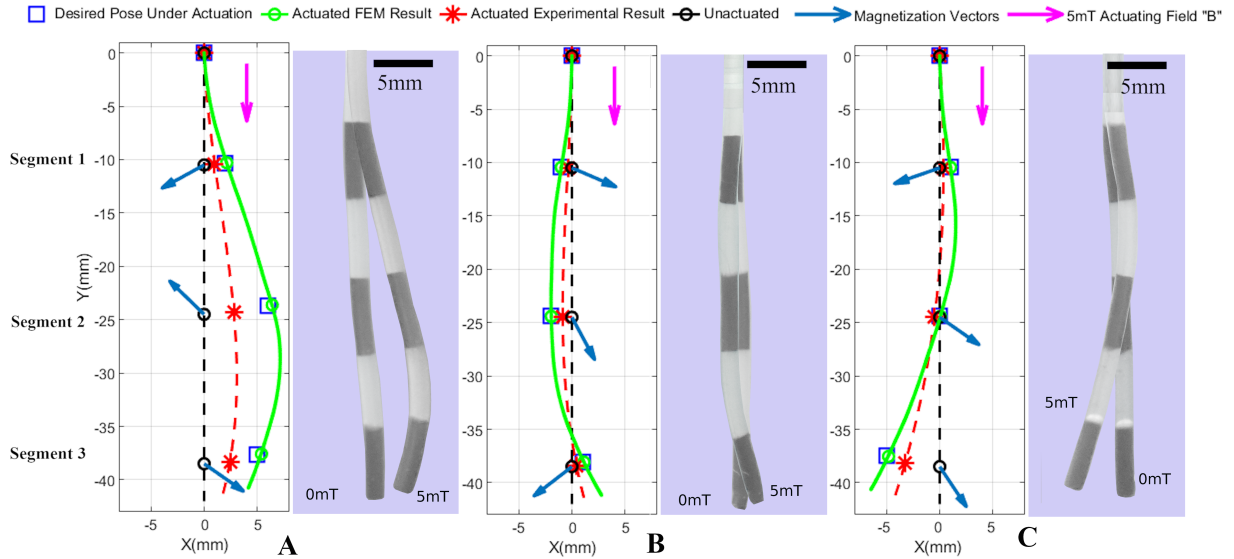 Desired Pose Under Actuation Actuated FEM Result Actuated Experimental Result Unactuated Magnetization Vectors 5mT Actuating Field "B"
Segment 1
Segment 2
Segment 3
Y(mm)
0
-5
-10
-15
-20
-25
-30
-35
-40
-5 0 5
X(mm)
A
5mm
0mT
5mT
0
-5
-10
-15
-20
-25
-30
-35
-40
-5 0 5
X(mm)
B
5mm
0mT
5mT
0
-5
-10
-15
-20
-25
-30
-35
-40
-5 0 5
X(mm)
C
5mm
5mT
0mT